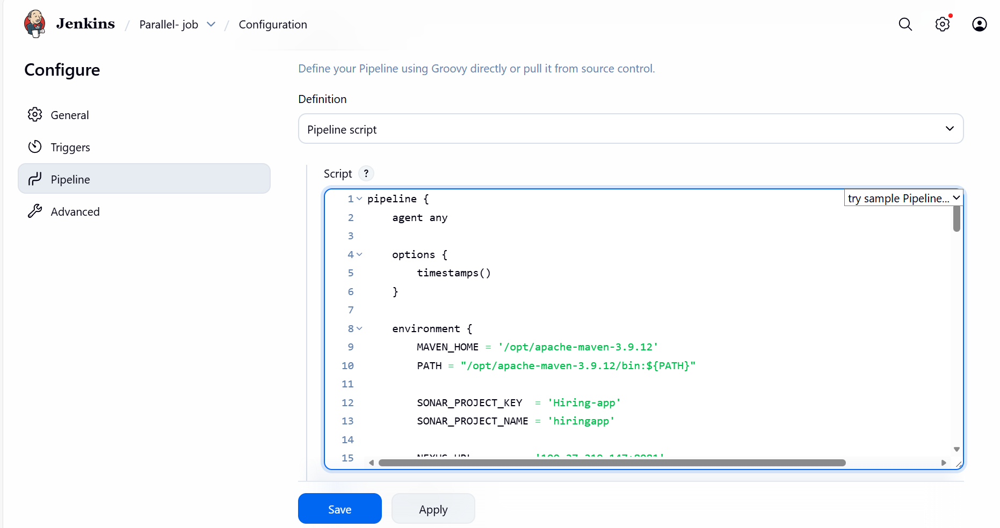 Jenkins / Parallel- job / Configuration
Configure
General
Triggers
Pipeline
Advanced
Define your Pipeline using Groovy directly or pull it from source control.
Definition
Pipeline script
Script ?
try sample Pipeline...
1 pipeline {
2 agent any
3
4 options {
5 timestamps()
6 }
7
8 environment {
9 MAVEN_HOME = '/opt/apache-maven-3.9.12'
10 PATH = "/opt/apache-maven-3.9.12/bin:${PATH}"
11
12 SONAR_PROJECT_KEY = 'Hiring-app'
13 SONAR_PROJECT_NAME = 'hiringapp'
14
15
Save
Apply